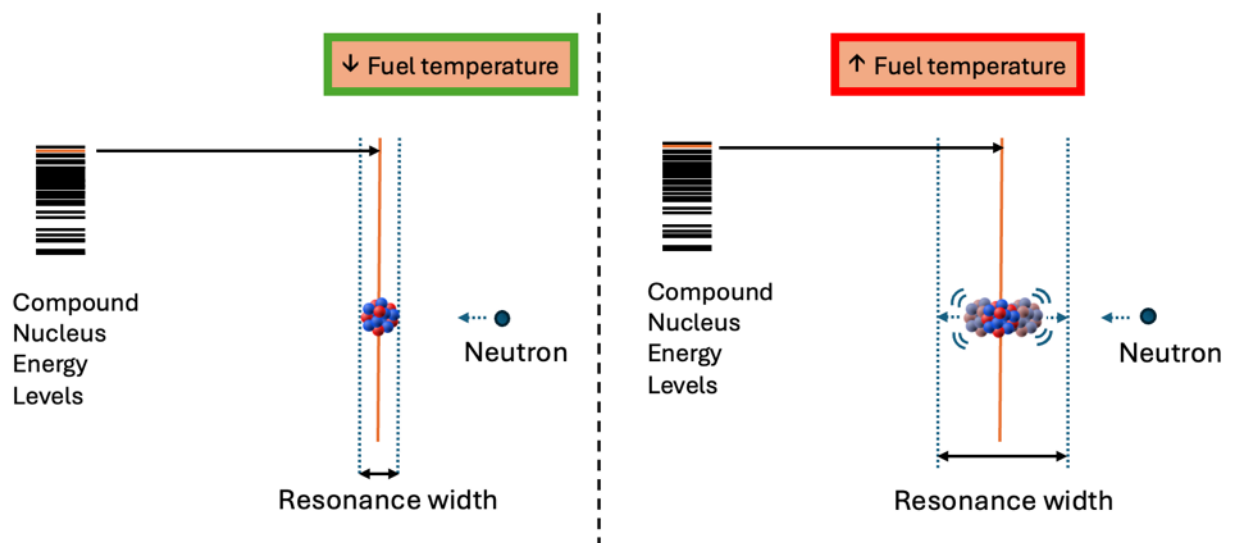 ↓ Fuel temperature
Compound
Nucleus
Energy
Levels
Neutron
Resonance width
↑ Fuel temperature
Compound
Nucleus
Energy
Levels
Neutron
Resonance width